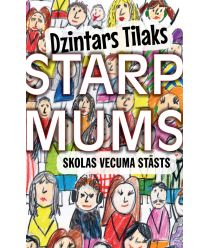 Dzintars Tilaks
STARP
MUMS
SKOLAS VECUMA STĀSTS